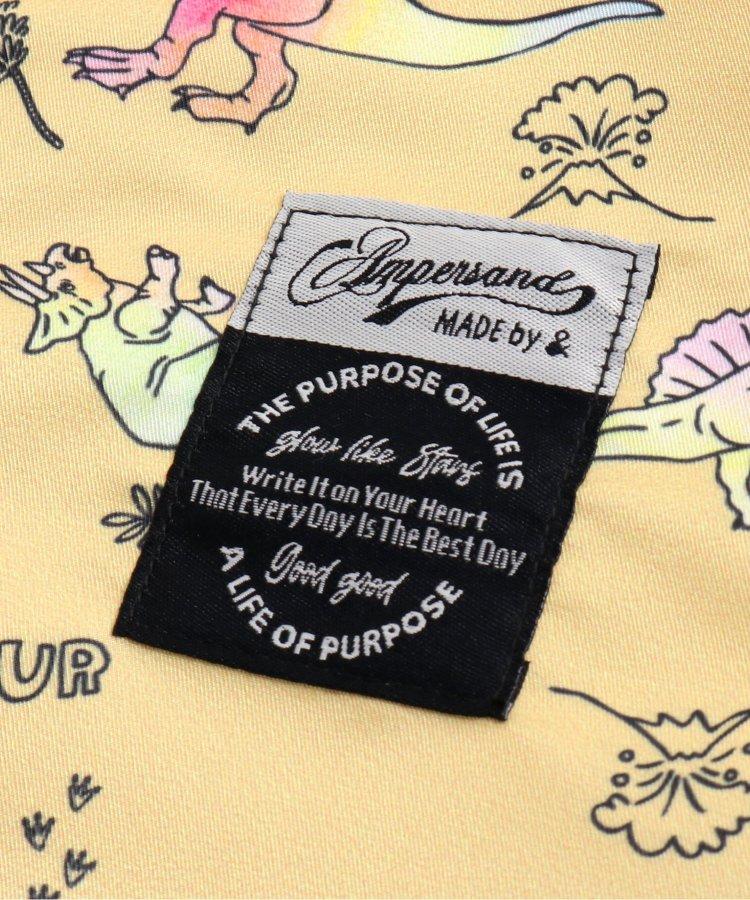 Ampersand
MADE by &
THE PURPOSE OF LIFE IS
glow like Stars
Write It on Your Heart
That Every Day Is The Best Day
Good good
A LIFE OF PURPOSE
UR